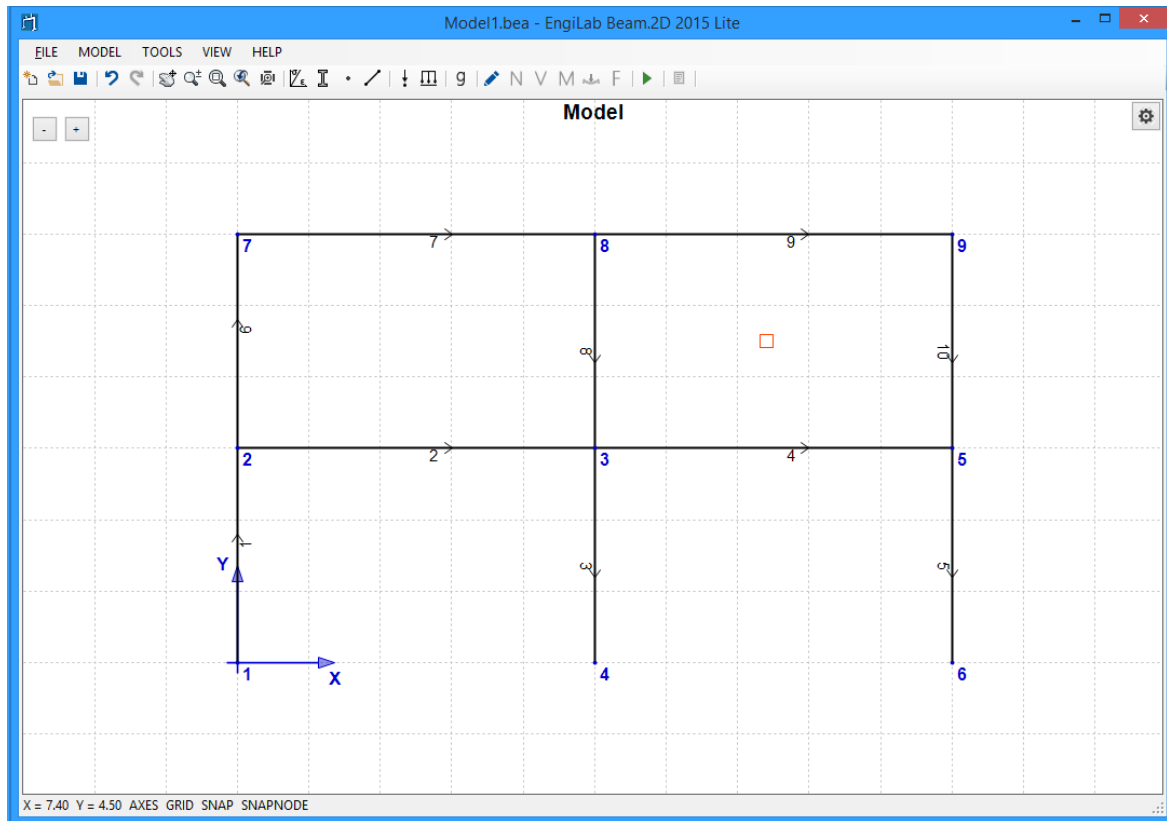 Model1.bea - EngiLab Beam.2D 2015 Lite
FILE MODEL TOOLS VIEW HELP
g N V M F
Model
- +
7 7 8 9 9
6 8 10
2 2 3 4 5
1 3 5
Y
1 X 4 6
X = 7.40 Y = 4.50 AXES GRID SNAP SNAPNODE